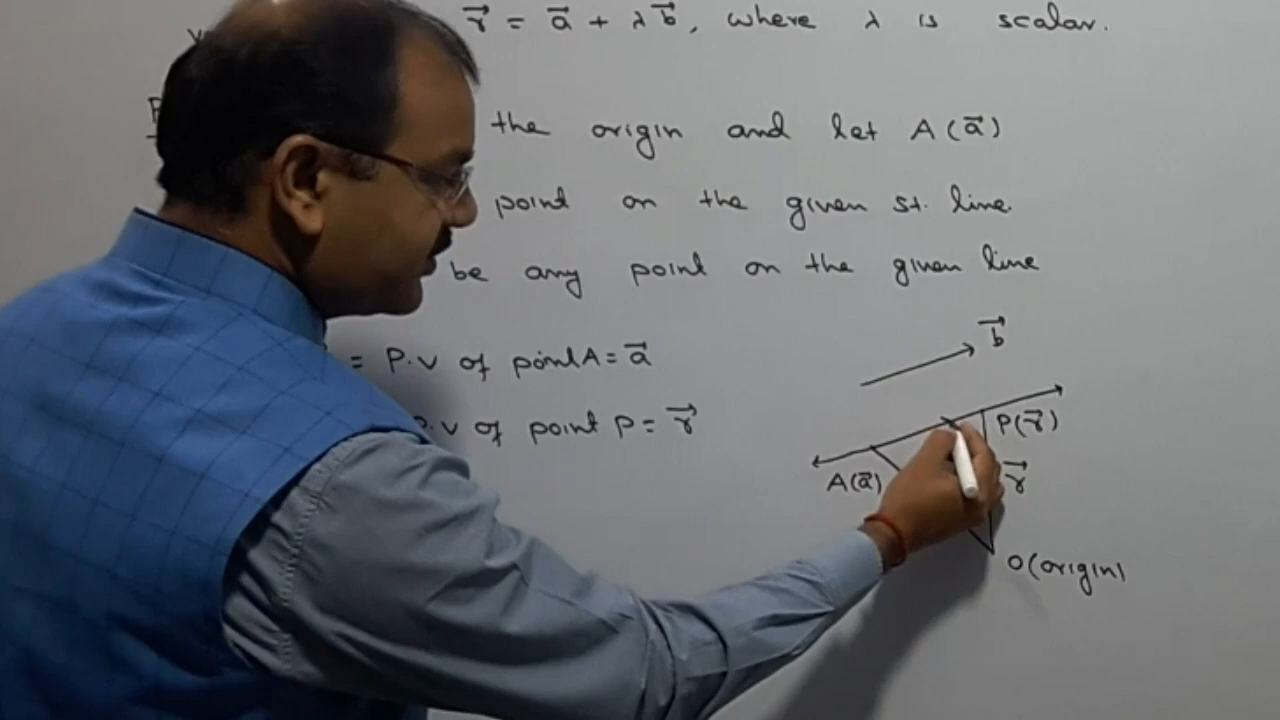 r⃗ = a⃗ + λ b⃗, where λ is scalar.
the origin and let A(a⃗)
point on the given st. line.
be any point on the given line
= P.V of point A = a⃗
P.V of point P = r⃗
b⃗
P(r⃗)
A(a⃗)
r⃗
O(origin)